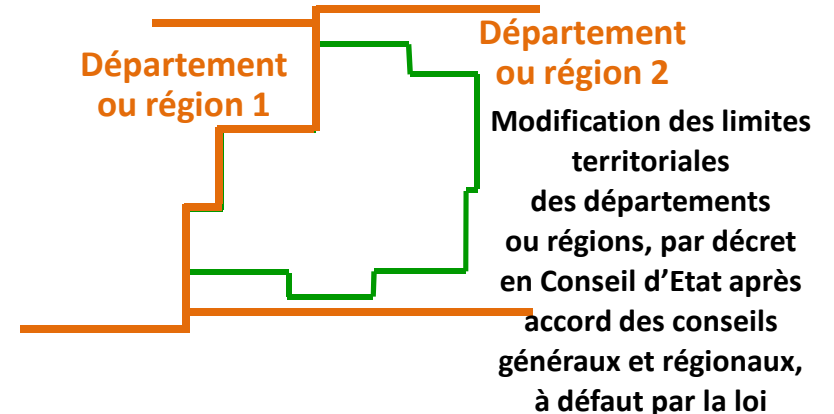 Département
ou région 1
Département
ou région 2
Modification des limites
territoriales
des départements
ou régions, par décret
en Conseil d’Etat après
accord des conseils
généraux et régionaux,
à défaut par la loi